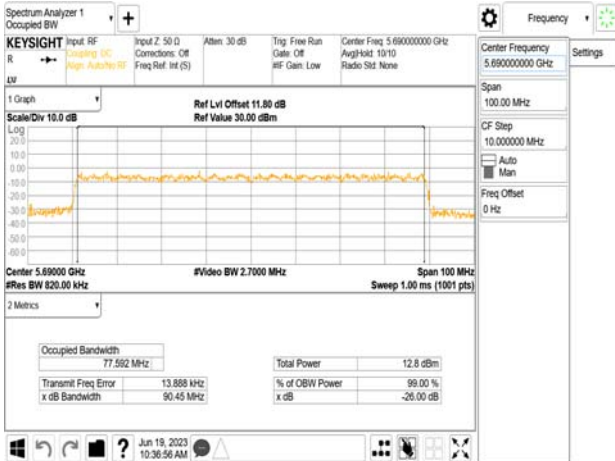 Spectrum Analyzer 1
Occupied BW
Frequency
KEYSIGHT
R
Input: RF
Coupling: DC
Align: Auto/No RF
Input Z: 50 Ω
Corrections: Off
Freq Ref: Int (S)
Atten: 30 dB
Trig: Free Run
Gate: Off
#IF Gain: Low
Center Freq: 5.690000000 GHz
Avg|Hold: 10/10
Radio Std: None
Center Frequency
5.690000000 GHz
Settings
Span
100.00 MHz
CF Step
10.000000 MHz
Auto
Man
Freq Offset
0 Hz
1 Graph
Scale/Div 10.0 dB
Ref Lvl Offset 11.80 dB
Ref Value 30.00 dBm
Log
20.0
10.0
0.00
-10.0
-20.0
-30.0
-40.0
-50.0
-60.0
Center 5.69000 GHz
#Res BW 820.00 kHz
#Video BW 2.7000 MHz
Span 100 MHz
Sweep 1.00 ms (1001 pts)
2 Metrics
Occupied Bandwidth
77.592 MHz
Total Power 12.8 dBm
Transmit Freq Error 13.888 kHz
% of OBW Power 99.00 %
x dB Bandwidth 90.45 MHz
x dB -26.00 dB
Jun 19, 2023
10:36:56 AM